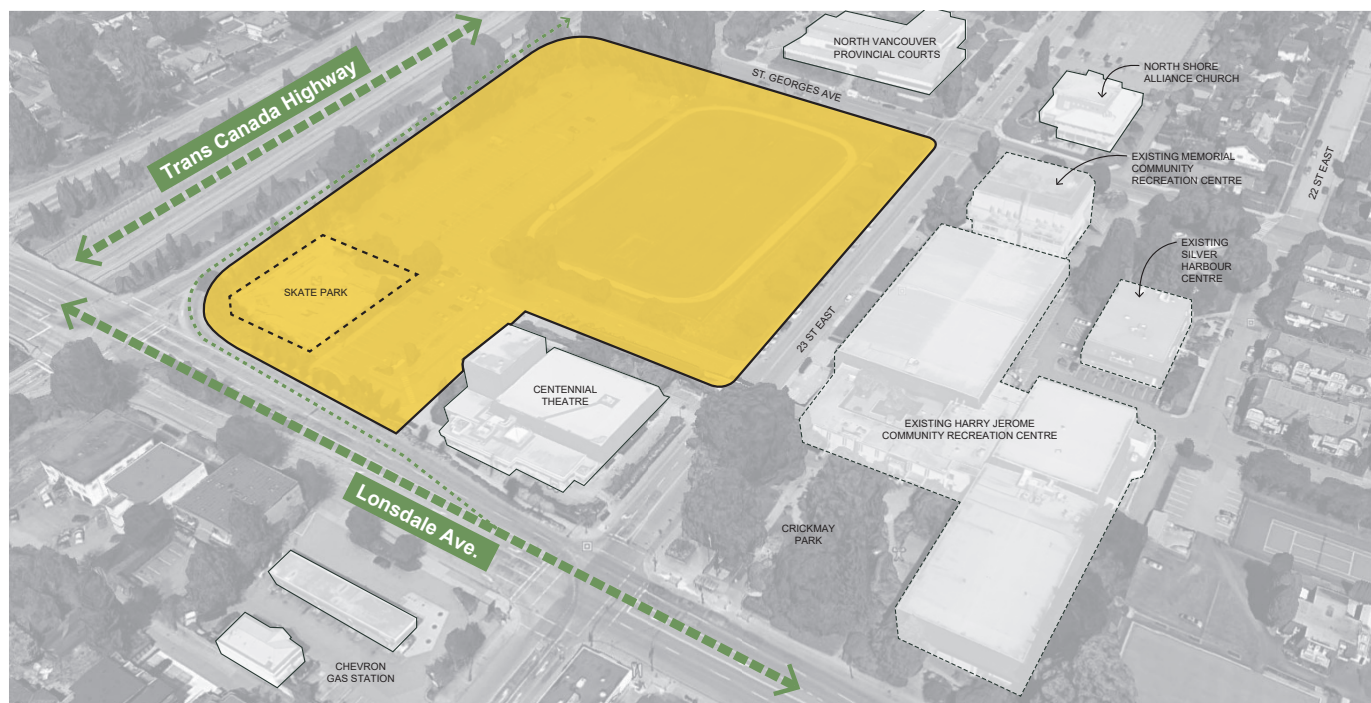 NORTH VANCOUVER
PROVINCIAL COURTS
NORTH SHORE
ALLIANCE CHURCH
Trans Canada Highway
ST. GEORGES AVE
EXISTING MEMORIAL
COMMUNITY
RECREATION CENTRE
22 ST EAST
EXISTING
SILVER
HARBOUR
CENTRE
SKATE PARK
23 ST EAST
CENTENNIAL
THEATRE
EXISTING HARRY JEROME
COMMUNITY RECREATION CENTRE
Lonsdale Ave.
CRICKMAY
PARK
CHEVRON
GAS STATION